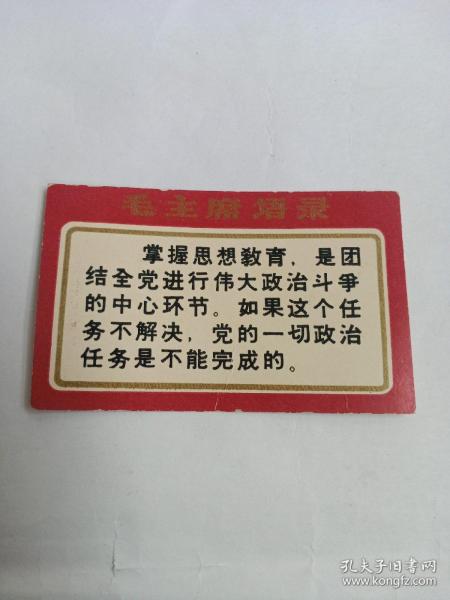 毛主席语录
掌握思想教育，是团
结全党进行伟大政治斗争
的中心环节。如果这个任
务不解决，党的一切政治
任务是不能完成的。
孔夫子旧书网
www.kongfz.com